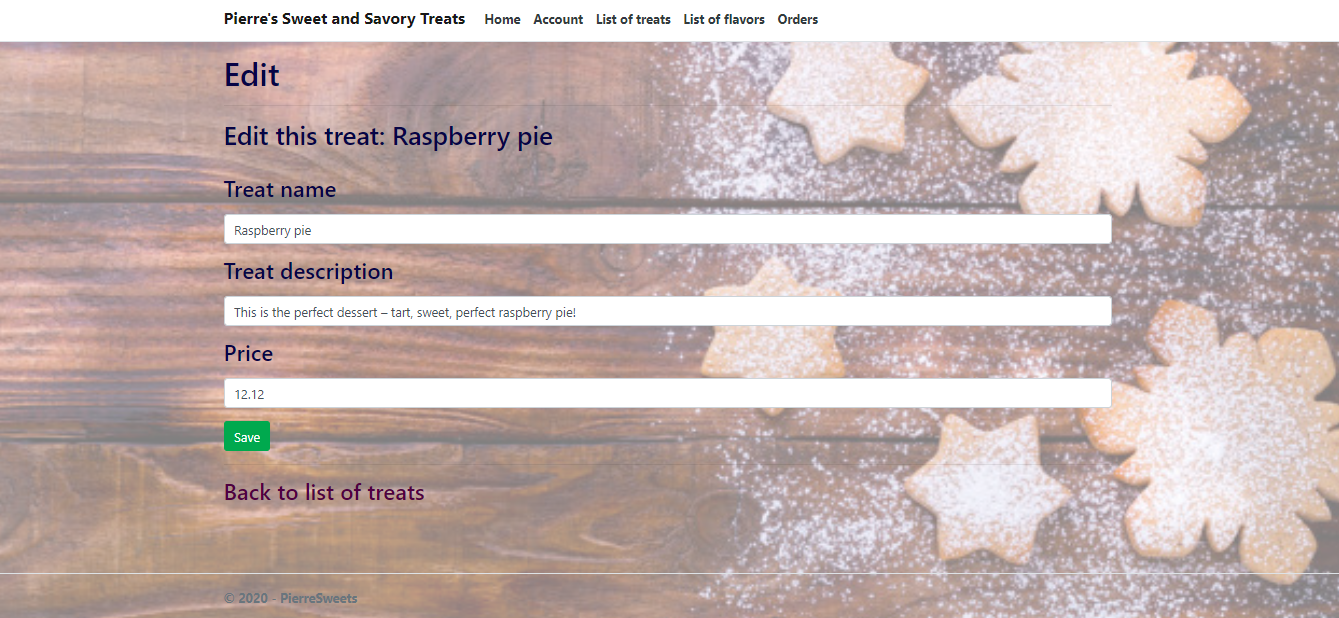 Pierre's Sweet and Savory Treats Home Account List of treats List of flavors Orders
Edit
Edit this treat: Raspberry pie
Treat name
Raspberry pie
Treat description
This is the perfect dessert – tart, sweet, perfect raspberry pie!
Price
12.12
Save
Back to list of treats
© 2020 - PierreSweets